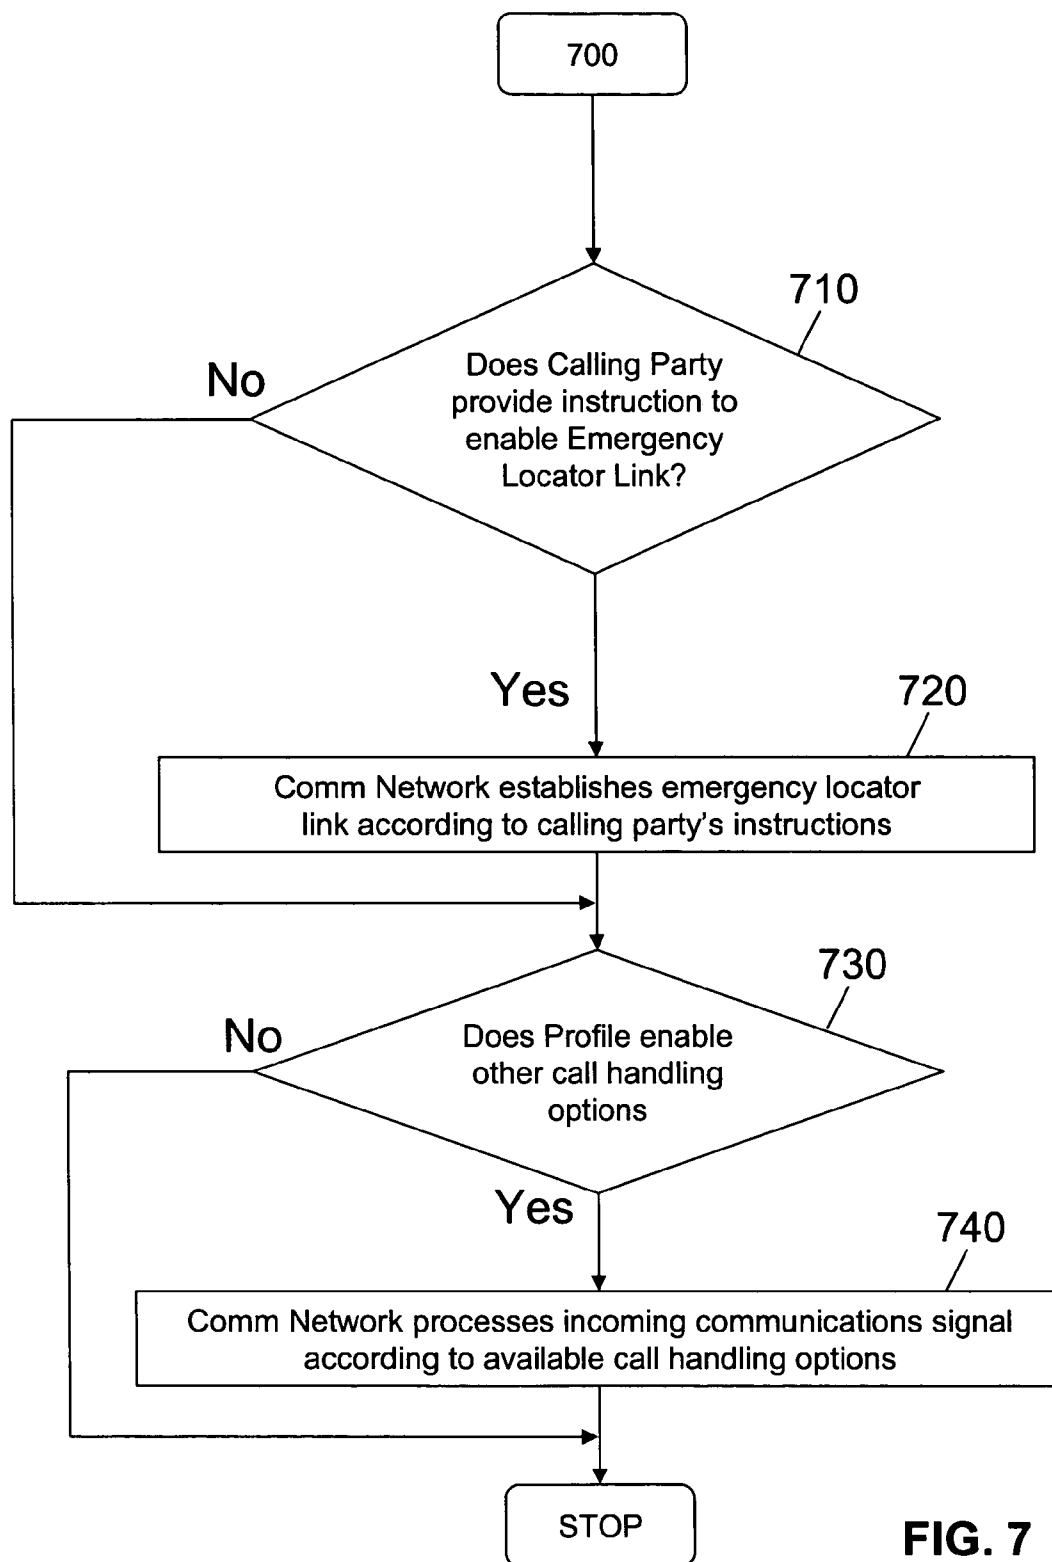 700
710
Does Calling Party
provide instruction to
enable Emergency
Locator Link?
No
Yes
720
Comm Network establishes emergency locator
link according to calling party's instructions
730
Does Profile enable
other call handling
options
No
Yes
740
Comm Network processes incoming communications signal
according to available call handling options
STOP
FIG. 7